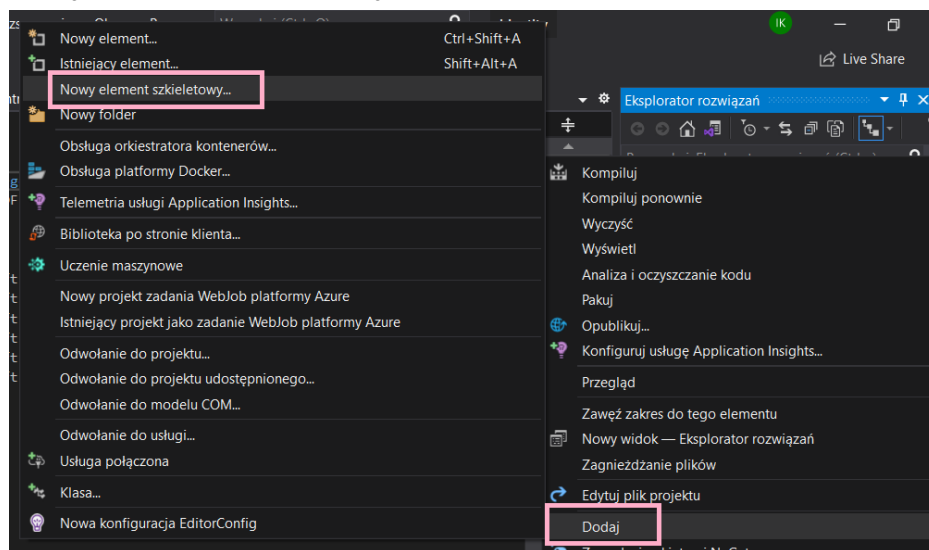 IK
Live Share
Nowy element... Ctrl+Shift+A
Istniejący element... Shift+Alt+A
Nowy element szkieletowy...
Nowy folder
Obsługa orkiestratora kontenerów...
Obsługa platformy Docker...
Telemetria usługi Application Insights...
Biblioteka po stronie klienta...
Uczenie maszynowe
Nowy projekt zadania WebJob platformy Azure
Istniejący projekt jako zadanie WebJob platformy Azure
Odwołanie do projektu...
Odwołanie do projektu udostępnionego...
Odwołanie do modelu COM...
Odwołanie do usługi...
Usługa połączona
Klasa...
Nowa konfiguracja EditorConfig
Eksplorator rozwiązań
Kompiluj
Kompiluj ponownie
Wyczyść
Wyświetl
Analiza i oczyszczanie kodu
Pakuj
Opublikuj...
Konfiguruj usługę Application Insights...
Przegląd
Zawęź zakres do tego elementu
Nowy widok — Eksplorator rozwiązań
Zagnieżdżanie plików
Edytuj plik projektu
Dodaj